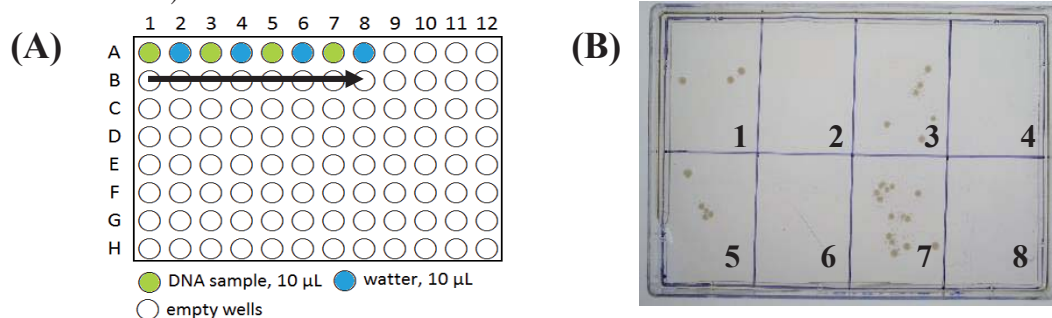 (A)
1 2 3 4 5 6 7 8 9 10 11 12
A
B
C
D
E
F
G
H
DNA sample, 10 µL watter, 10 µL
empty wells
(B)
1 2 3 4
5 6 7 8